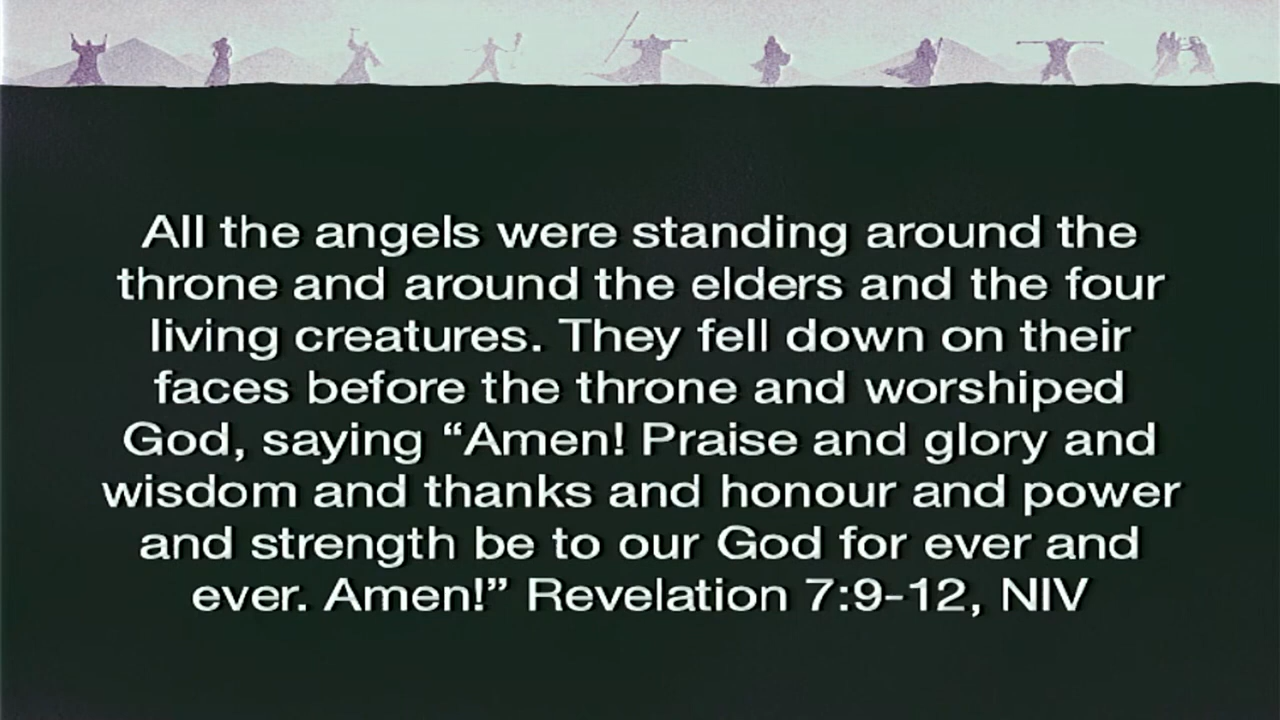 All the angels were standing around the
throne and around the elders and the four
living creatures. They fell down on their
faces before the throne and worshiped
God, saying “Amen! Praise and glory and
wisdom and thanks and honour and power
and strength be to our God for ever and
ever. Amen!” Revelation 7:9-12, NIV